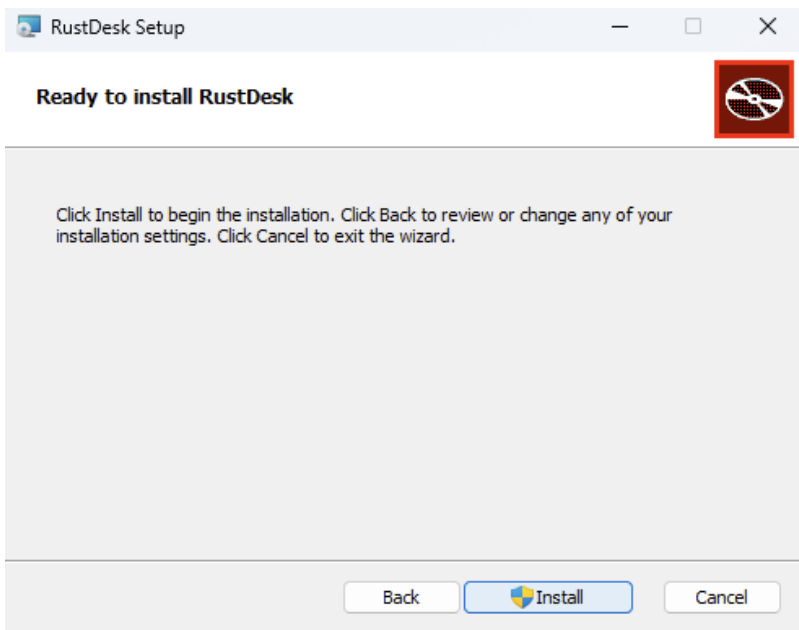 RustDesk Setup
Ready to install RustDesk
Click Install to begin the installation. Click Back to review or change any of your
installation settings. Click Cancel to exit the wizard.
Back Install Cancel